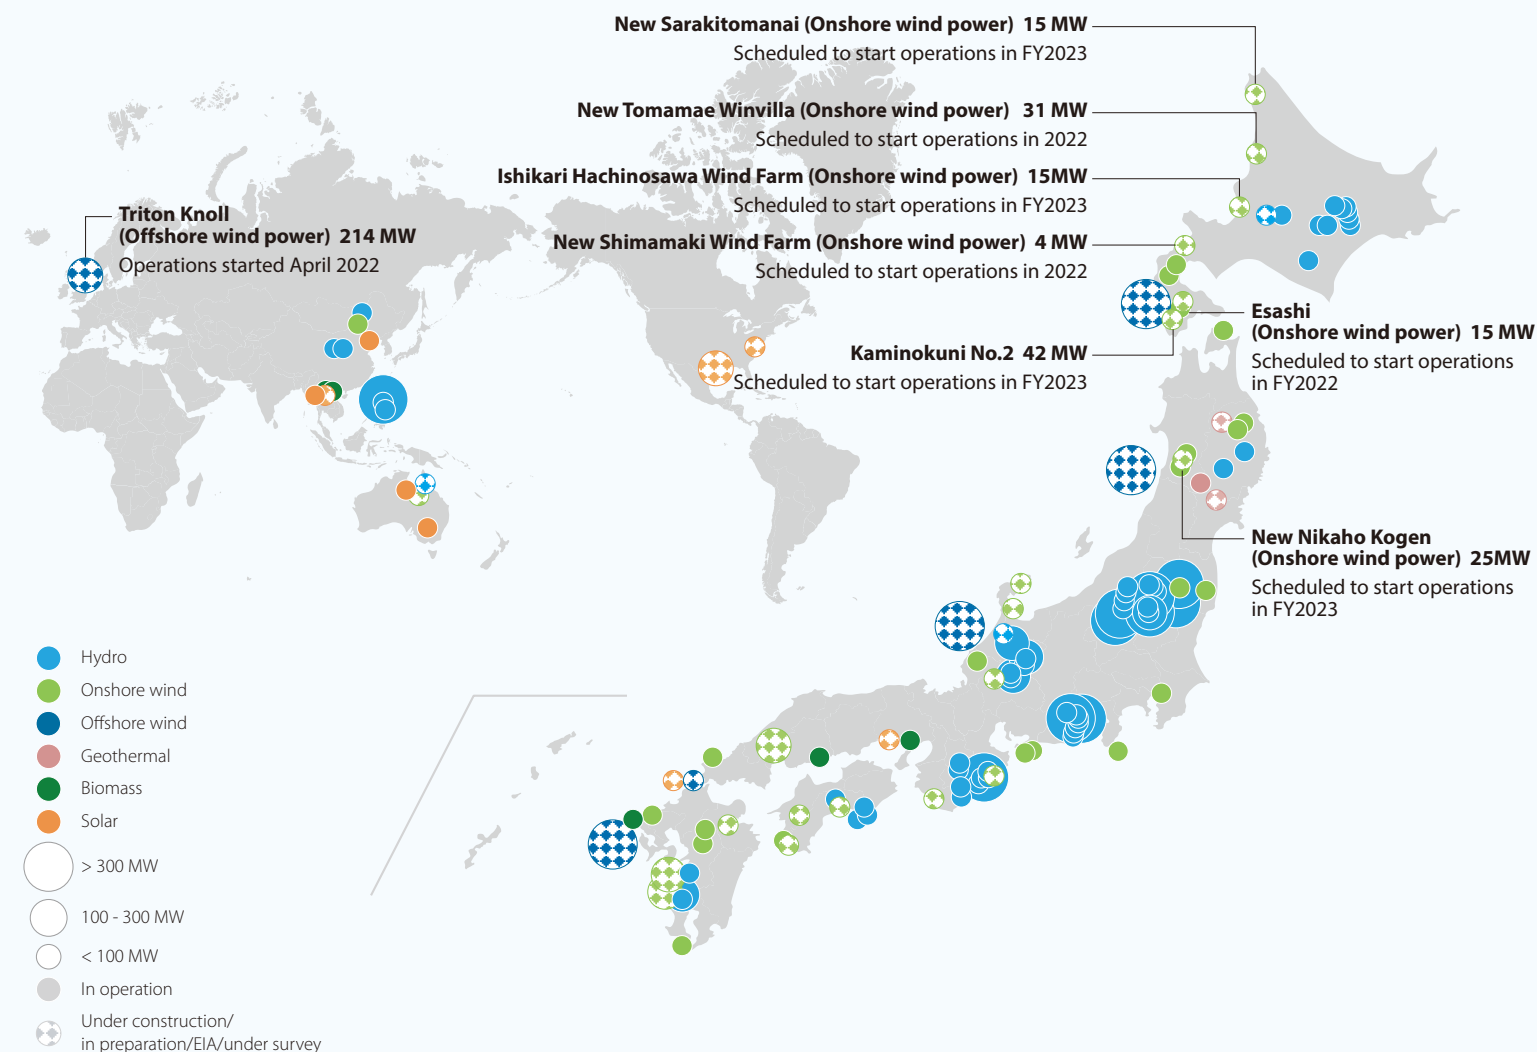 New Sarakitomanai (Onshore wind power) 15 MW
Scheduled to start operations in FY2023
New Tomamae Winvilla (Onshore wind power) 31 MW
Scheduled to start operations in 2022
Ishikari Hachinosawa Wind Farm (Onshore wind power) 15MW
Scheduled to start operations in FY2023
New Shimamaki Wind Farm (Onshore wind power) 4 MW
Scheduled to start operations in 2022
Triton Knoll
(Offshore wind power) 214 MW
Operations started April 2022
Kaminokuni No.2 42 MW
Scheduled to start operations in FY2023
Esashi
(Onshore wind power) 15 MW
Scheduled to start operations
in FY2022
New Nikaho Kogen
(Onshore wind power) 25MW
Scheduled to start operations
in FY2023
Hydro
Onshore wind
Offshore wind
Geothermal
Biomass
Solar
> 300 MW
100 - 300 MW
< 100 MW
In operation
Under construction/
in preparation/EIA/under survey